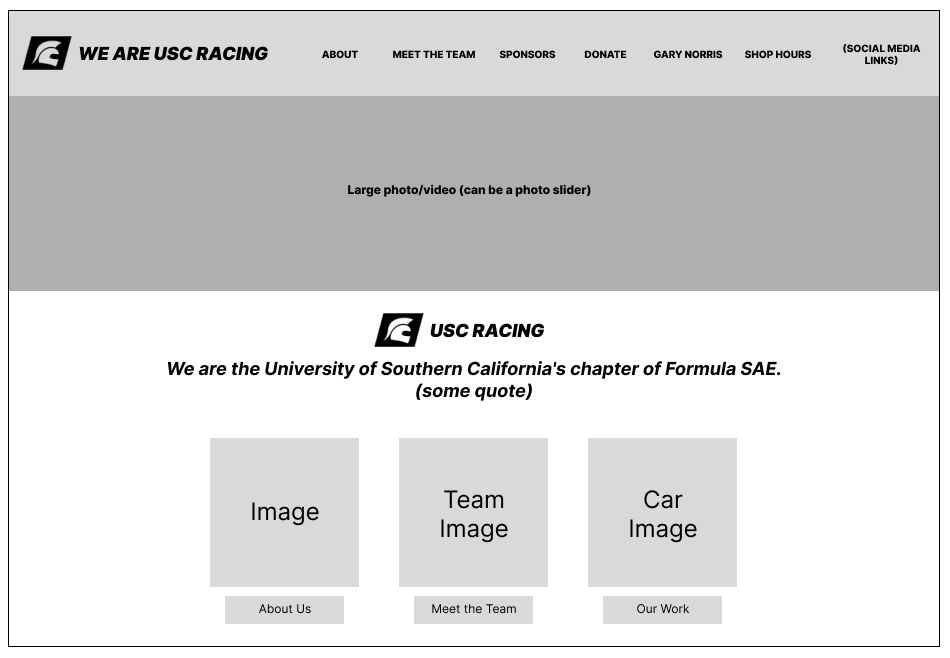 WE ARE USC RACING
ABOUT
MEET THE TEAM
SPONSORS
DONATE
GARY NORRIS
SHOP HOURS
(SOCIAL MEDIA
LINKS)
Large photo/video (can be a photo slider)
USC RACING
We are the University of Southern California's chapter of Formula SAE.
(some quote)
Image
Team
Image
Car
Image
About Us
Meet the Team
Our Work